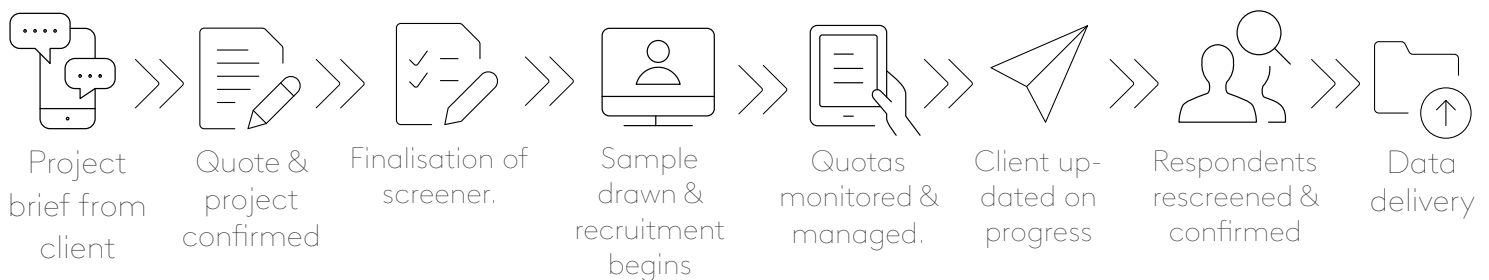 Project
brief from
client
Quote &
project
confirmed
Finalisation of
screener.
Sample
drawn &
recruitment
begins
Quotas
monitored &
managed.
Client up-
dated on
progress
Respondents
rescreened &
confirmed
Data
delivery